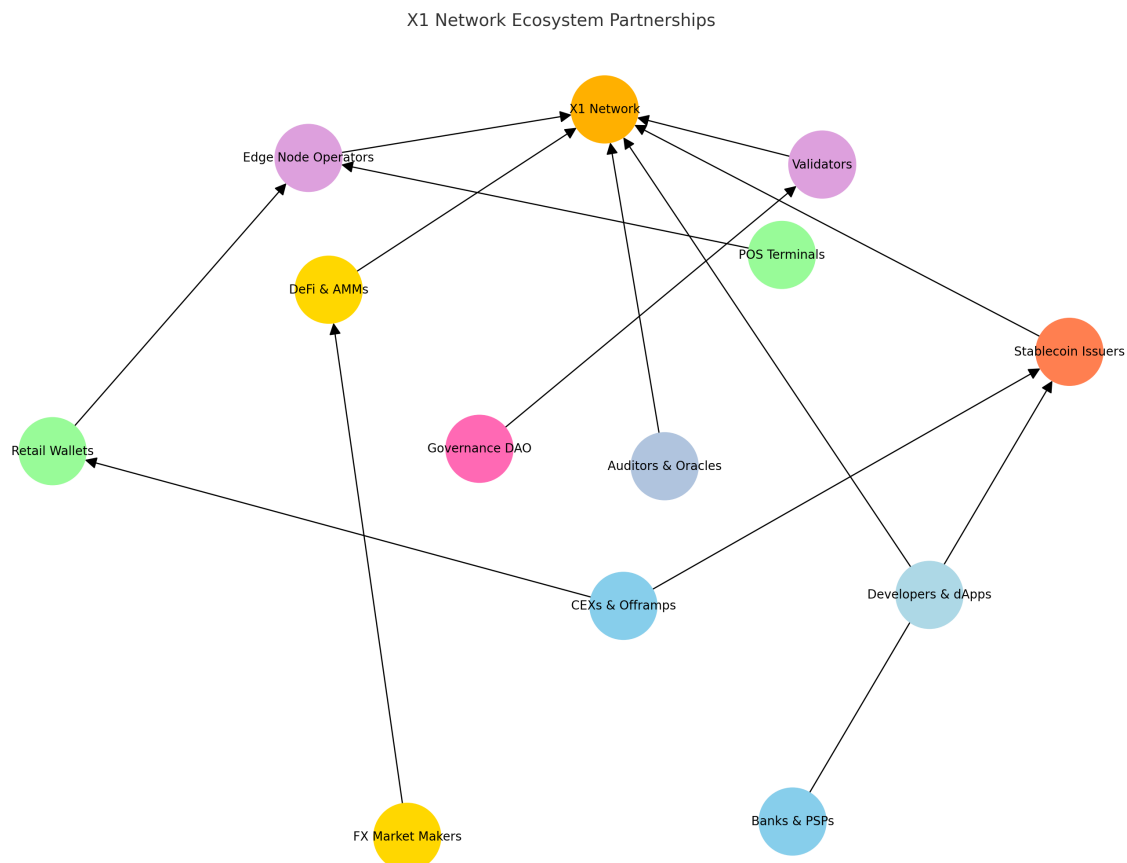 X1 Network Ecosystem Partnerships
X1 Network
Edge Node Operators
Validators
POS Terminals
DeFi & AMMs
Stablecoin Issuers
Retail Wallets
Governance DAO
Auditors & Oracles
Developers & dApps
CEXs & Offramps
Banks & PSPs
FX Market Makers